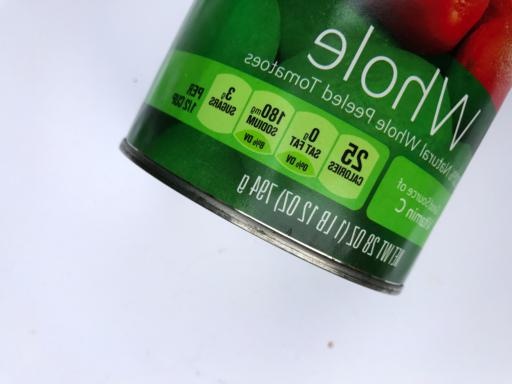 Whole
Natural Whole Peeled Tomatoes
Source of
Vitamin C
25
CALORIES
0g
SAT FAT
0% DV
180mg
SODIUM
8% DV
3g
SUGARS
PER
1/2 CUP
NET WT 28 OZ (1 LB 12 OZ) 794 g